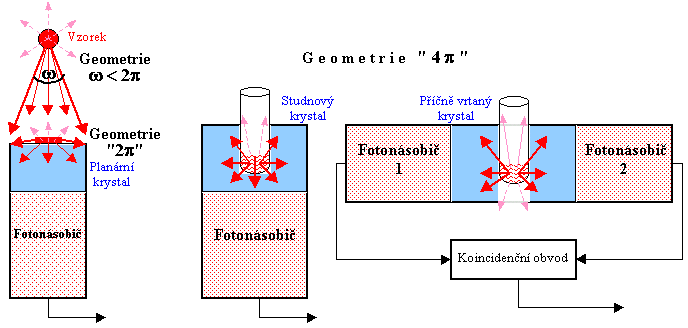 Vzorek
Geometrie
ω < 2π
ω
Geometrie
"2π"
Planární
krystal
Fotonásobič
Geometrie "4π"
Studnový
krystal
Fotonásobič
Příčně vrtaný
krystal
Fotonásobič
1
Fotonásobič
2
Koincidenční obvod